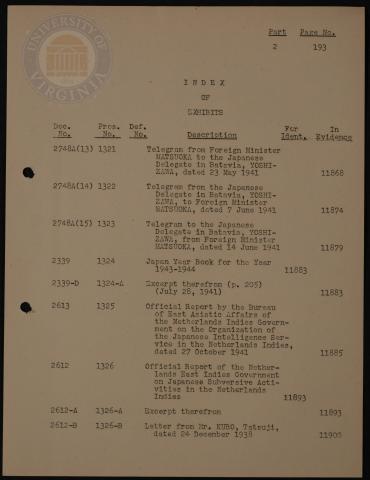 UNIVERSITY OF
VIRGINIA
Part Page No.
2 193
INDEX
OF
EXHIBITS
Doc. Pros. Def. For In
No. No. No. Description Ident. Evidence
2748A(13) 1321 Telegram from Foreign Minister
MATSUOKA to the Japanese
Delegate in Batavia, YOSHI-
ZAWA, dated 23 May 1941 11868
2748A(14) 1322 Telegram from the Japanese
Delegate in Batavia, YOSHI-
ZAWA, to Foreign Minister
MATSUOKA, dated 7 June 1941 11874
2748A(15) 1323 Telegram to the Japanese
Delegate in Batavia, YOSHI-
ZAWA, from Foreign Minister
MATSUOKA, dated 14 June 1941 11879
2339 1324 Japan Year Book for the Year
1943-1944 11883
2339-D 1324-A Excerpt therefrom (p. 205)
(July 28, 1941) 11883
2613 1325 Official Report by the Bureau
of East Asiatic Affairs of
the Netherlands Indies Govern-
ment on the Organization of
the Japanese Intelligence Ser-
vice in the Netherlands Indies,
dated 27 October 1941 11885
2612 1326 Official Report of the Nether-
lands East Indies Government
on Japanese Subversive Acti-
vities in the Netherlands
Indies 11893
2612-A 1326-A Excerpt therefrom 11893
2612-B 1326-B Letter from Mr. KUBO, Tatsuji,
dated 24 December 1938 11905